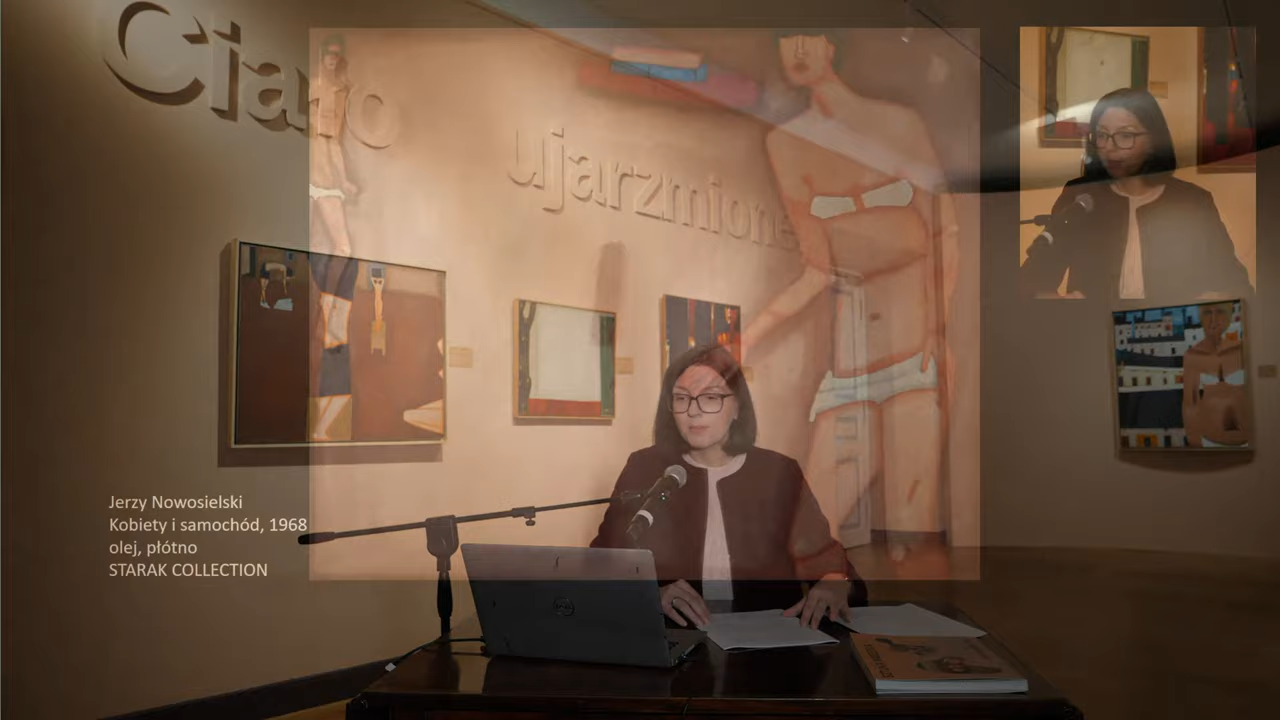 Ciało
ujarzmione
Jerzy Nowosielski
Kobiety i samochód, 1968
olej, płótno
STARAK COLLECTION